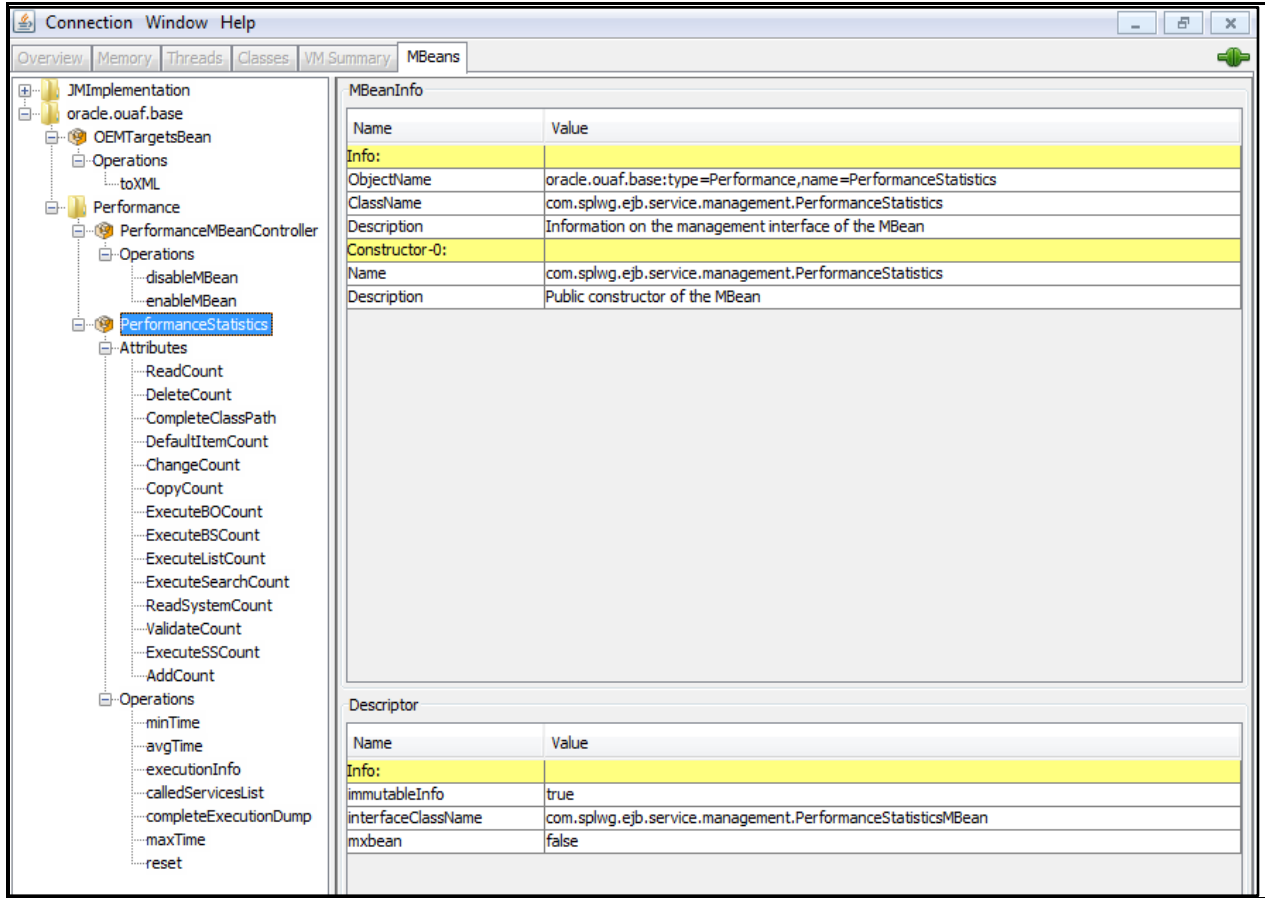 Connection Window Help
Overview Memory Threads Classes VM Summary MBeans
JMImplementation
oracle.ouaf.base
OEMTargetsBean
Operations
toXML
Performance
PerformanceMBeanController
Operations
disableMBean
enableMBean
PerformanceStatistics
Attributes
ReadCount
DeleteCount
CompleteClassPath
DefaultItemCount
ChangeCount
CopyCount
ExecuteBOCount
ExecuteBSCount
ExecuteListCount
ExecuteSearchCount
ReadSystemCount
ValidateCount
ExecuteSSCount
AddCount
Operations
minTime
avgTime
executionInfo
calledServicesList
completeExecutionDump
maxTime
reset
MBeanInfo
Name Value
Info:
ObjectName oracle.ouaf.base:type=Performance,name=PerformanceStatistics
ClassName com.splwg.ejb.service.management.PerformanceStatistics
Description Information on the management interface of the MBean
Constructor-0:
Name com.splwg.ejb.service.management.PerformanceStatistics
Description Public constructor of the MBean
Descriptor
Name Value
Info:
immutableInfo true
interfaceClassName com.splwg.ejb.service.management.PerformanceStatisticsMBean
mxbean false